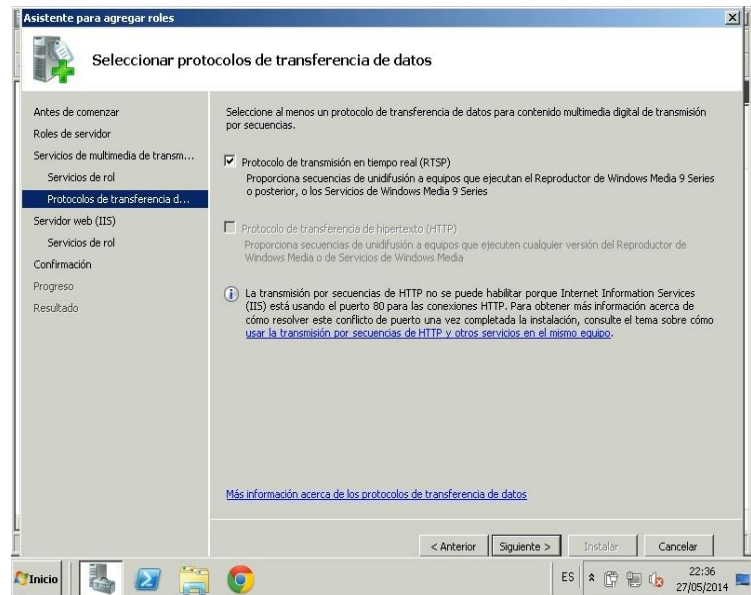 Asistente para agregar roles
Seleccionar protocolos de transferencia de datos
Antes de comenzar
Roles de servidor
Servicios de multimedia de transm...
Servicios de rol
Protocolos de transferencia d...
Servidor web (IIS)
Servicios de rol
Confirmación
Progreso
Resultado
Seleccione al menos un protocolo de transferencia de datos para contenido multimedia digital de transmisión
por secuencias.
Protocolo de transmisión en tiempo real (RTSP)
Proporciona secuencias de unidifusión a equipos que ejecutan el Reproductor de Windows Media 9 Series
o posterior, o los Servicios de Windows Media 9 Series
Protocolo de transferencia de hipertexto (HTTP)
Proporciona secuencias de unidifusión a equipos que ejecuten cualquier versión del Reproductor de
Windows Media o de Servicios de Windows Media
La transmisión por secuencias de HTTP no se puede habilitar porque Internet Information Services
(IIS) está usando el puerto 80 para las conexiones HTTP. Para obtener más información acerca de
cómo resolver este conflicto de puerto una vez completada la instalación, consulte el tema sobre cómo
usar la transmisión por secuencias de HTTP y otros servicios en el mismo equipo.
Más información acerca de los protocolos de transferencia de datos
< Anterior Siguiente > Instalar Cancelar
Inicio ES 22:36
27/05/2014